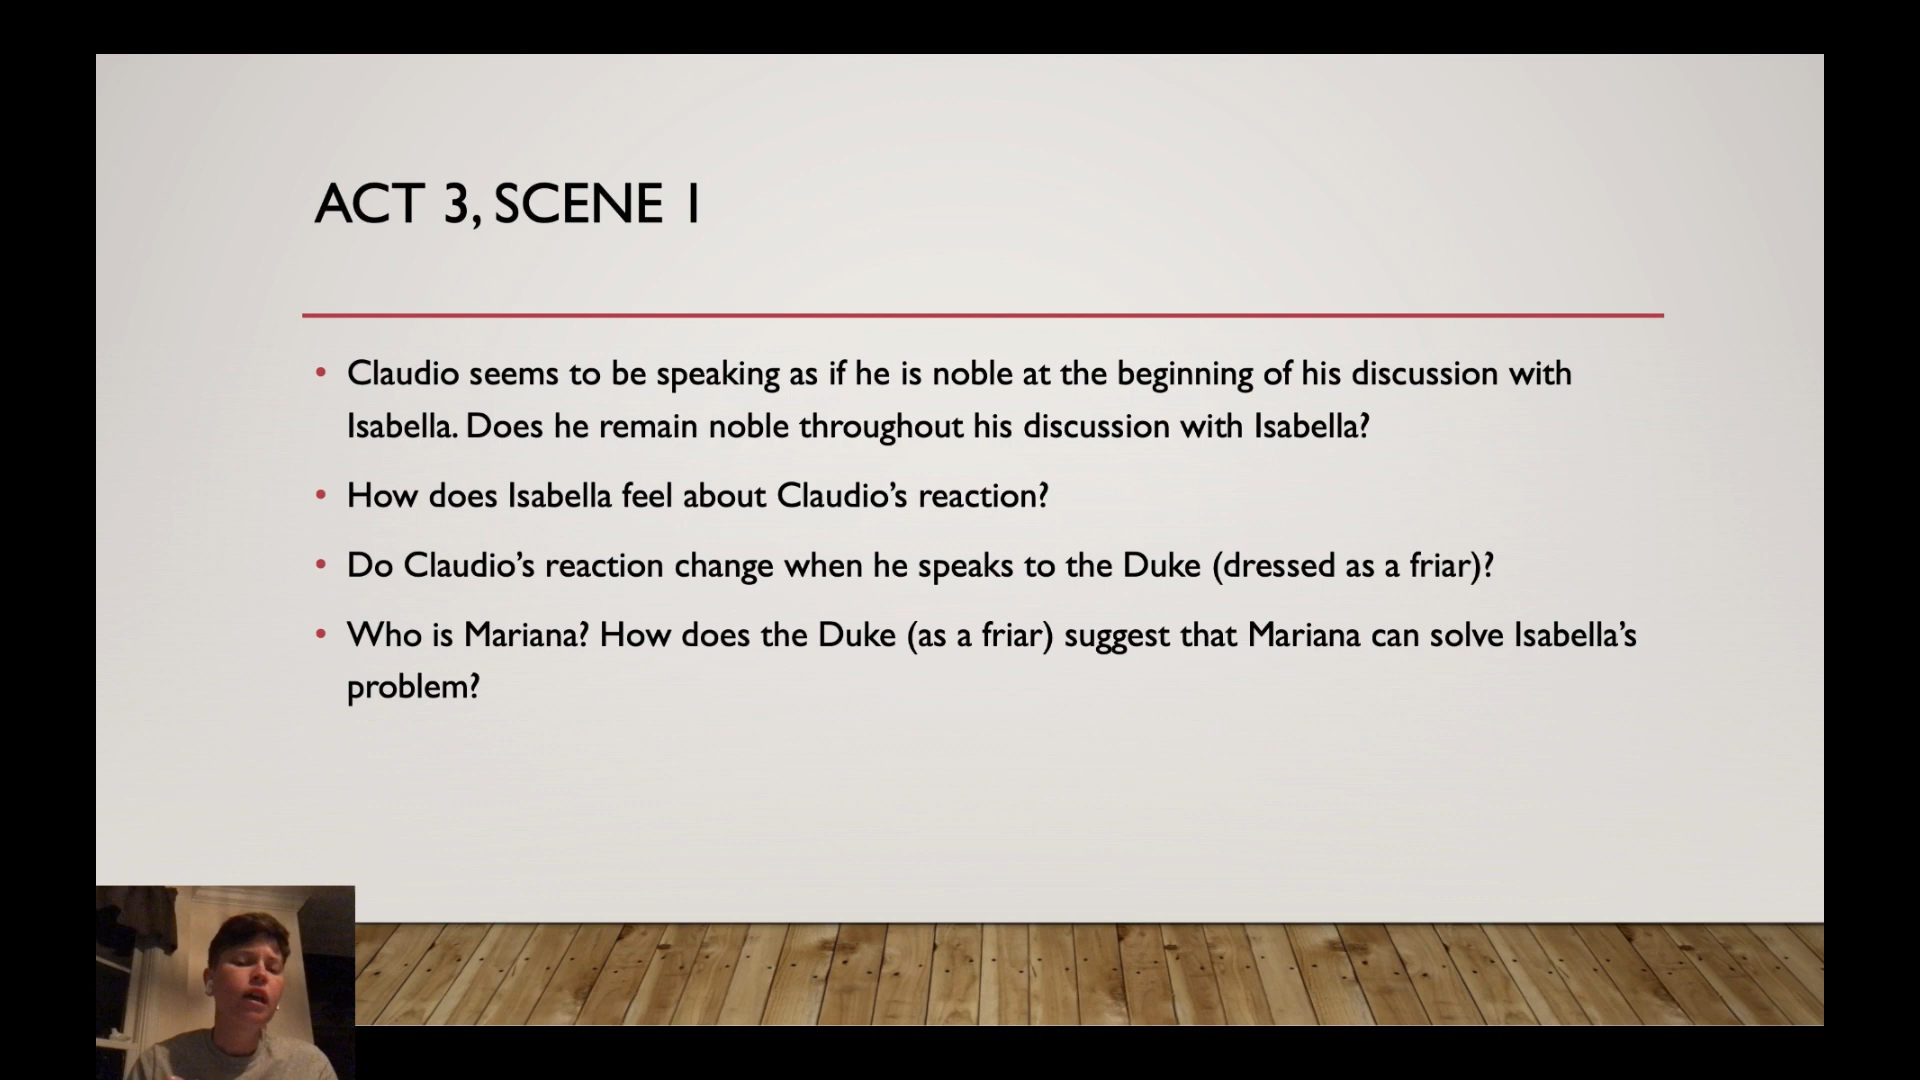 ACT 3, SCENE 1
• Claudio seems to be speaking as if he is noble at the beginning of his discussion with
Isabella. Does he remain noble throughout his discussion with Isabella?
• How does Isabella feel about Claudio’s reaction?
• Do Claudio’s reaction change when he speaks to the Duke (dressed as a friar)?
• Who is Mariana? How does the Duke (as a friar) suggest that Mariana can solve Isabella’s
problem?